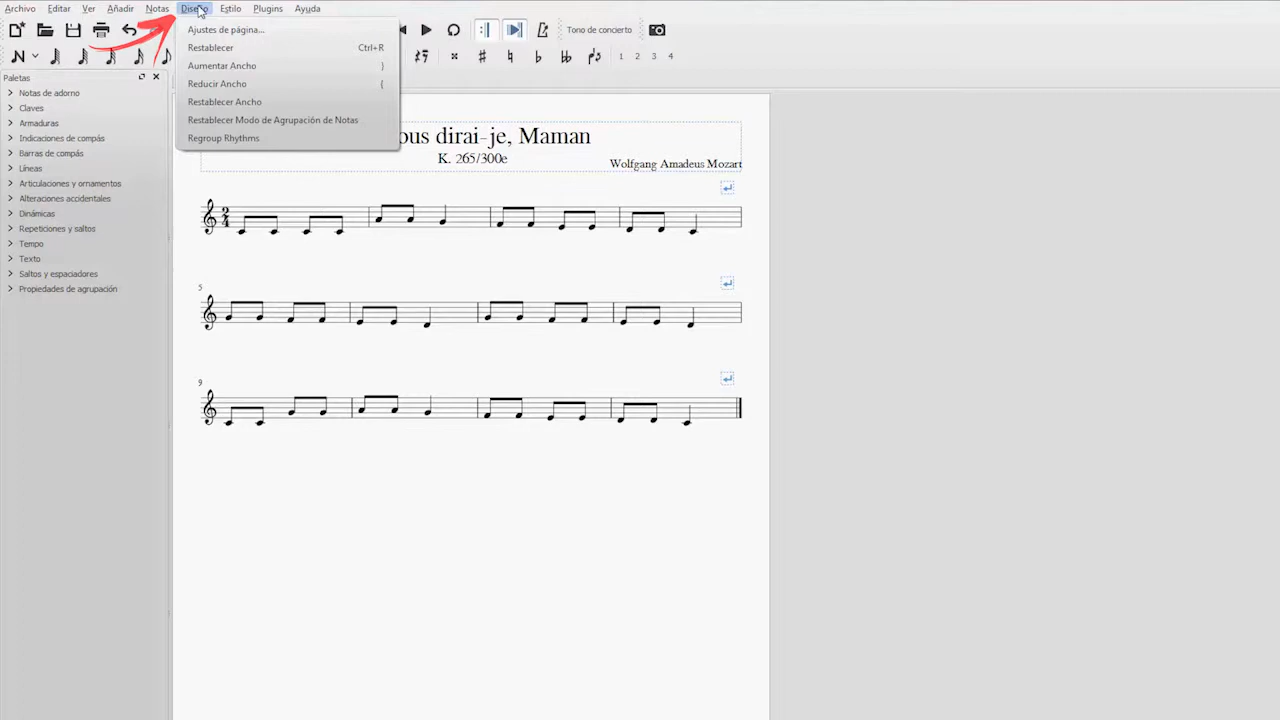 Archivo Editar Ver Añadir Notas Diseño Estilo Plugins Ayuda
Ajustes de página...
Restablecer Ctrl+R
Aumentar Ancho }
Reducir Ancho {
Restablecer Ancho
Restablecer Modo de Agrupación de Notas
Regroup Rhythms
Tono de concierto
1 2 3 4
Paletas
Notas de adorno
Claves
Armaduras
Indicaciones de compás
Barras de compás
Líneas
Articulaciones y ornamentos
Alteraciones accidentales
Dinámicas
Repeticiones y saltos
Tempo
Texto
Saltos y espaciadores
Propiedades de agrupación
ous dirai-je, Maman
K. 265/300e
Wolfgang Amadeus Mozart
2
4
5
9